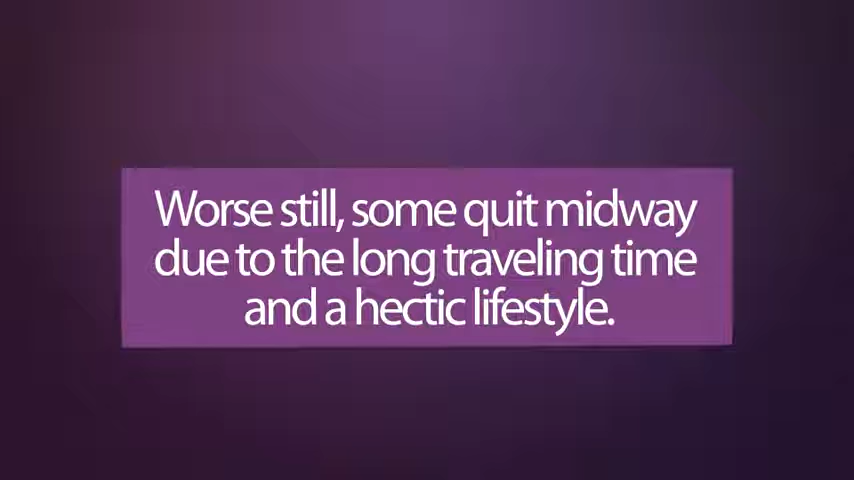 Worse still, some quit midway
due to the long traveling time
and a hectic lifestyle.